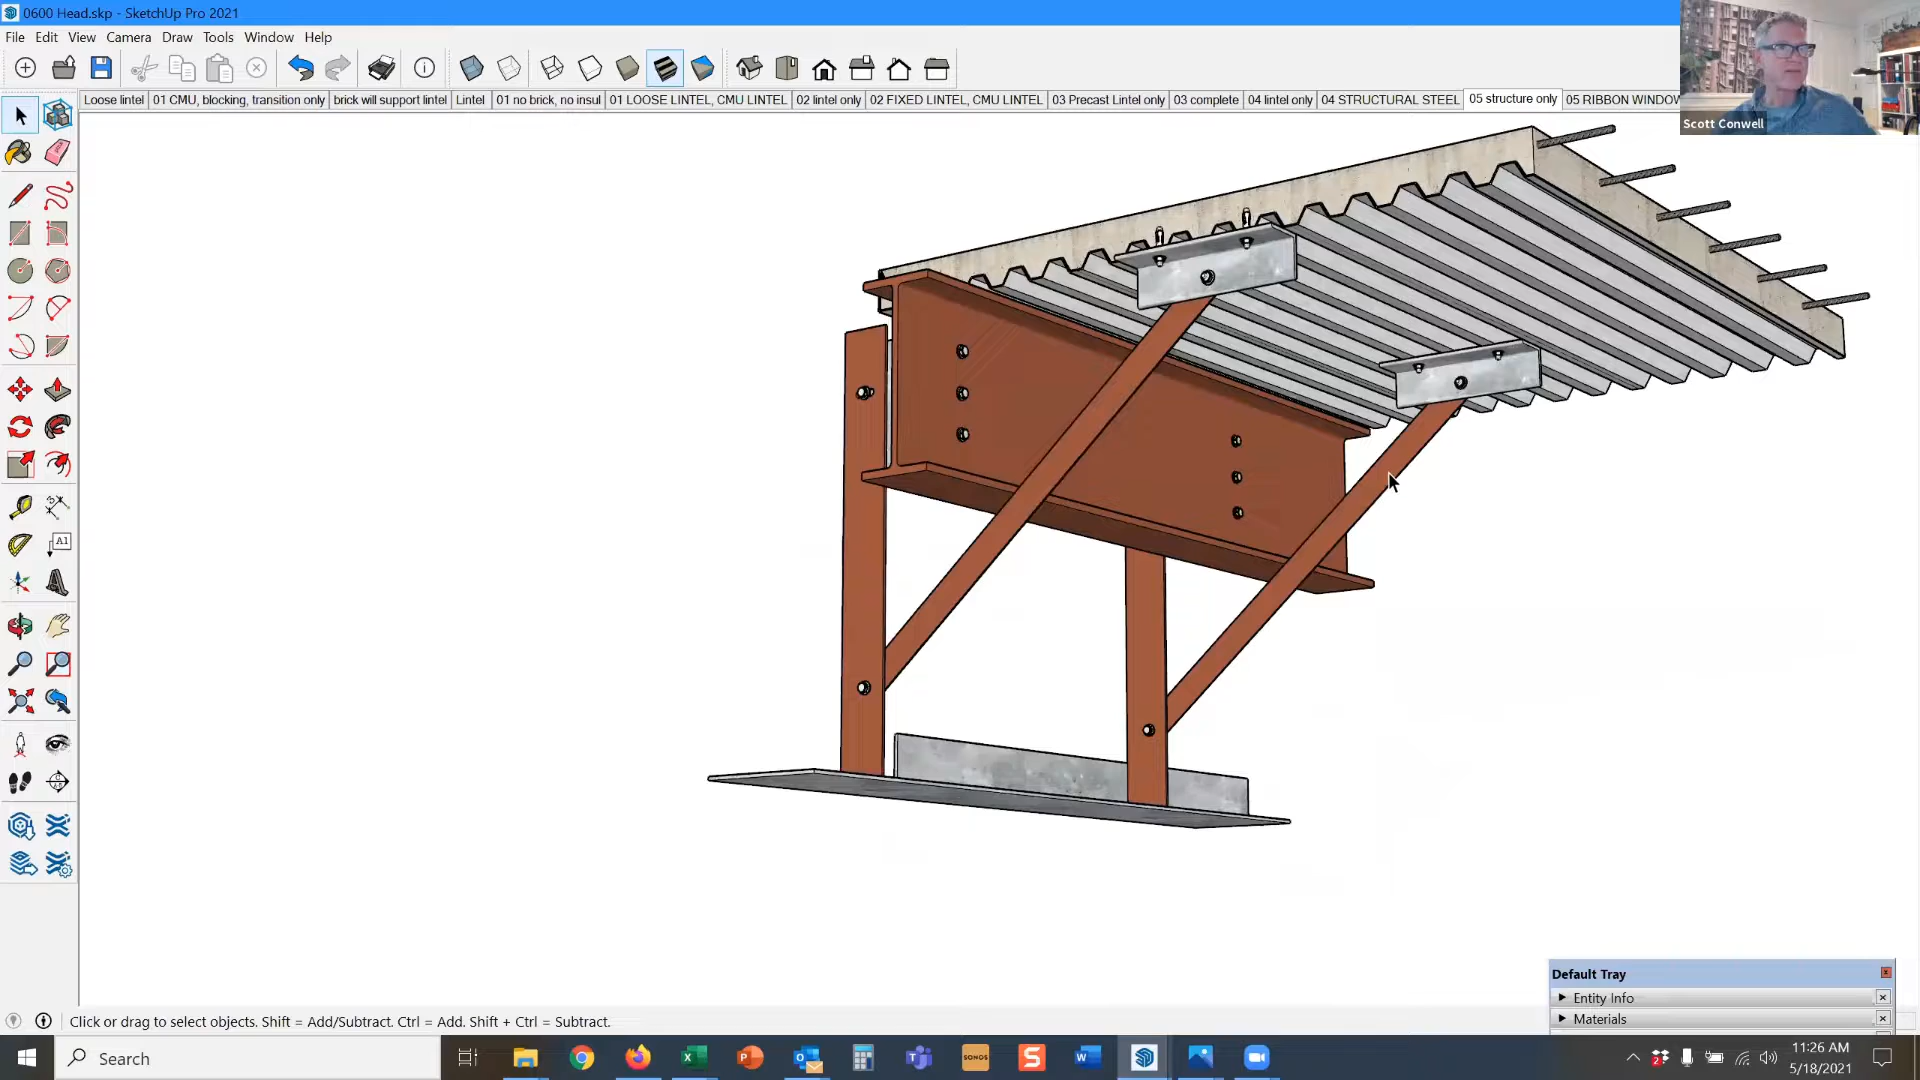 0600 Head.skp - SketchUp Pro 2021
File Edit View Camera Draw Tools Window Help
Loose lintel 01 CMU, blocking, transition only brick will support lintel Lintel 01 no brick, no insul 01 LOOSE LINTEL, CMU LINTEL 02 lintel only 02 FIXED LINTEL, CMU LINTEL 03 Precast Lintel only 03 complete 04 lintel only 04 STRUCTURAL STEEL 05 structure only 05 RIBBON WINDOW
Scott Conwell
A1
Default Tray
Entity Info
Materials
Click or drag to select objects. Shift = Add/Subtract. Ctrl = Add. Shift + Ctrl = Subtract.
Search
SONOS
11:26 AM
5/18/2021